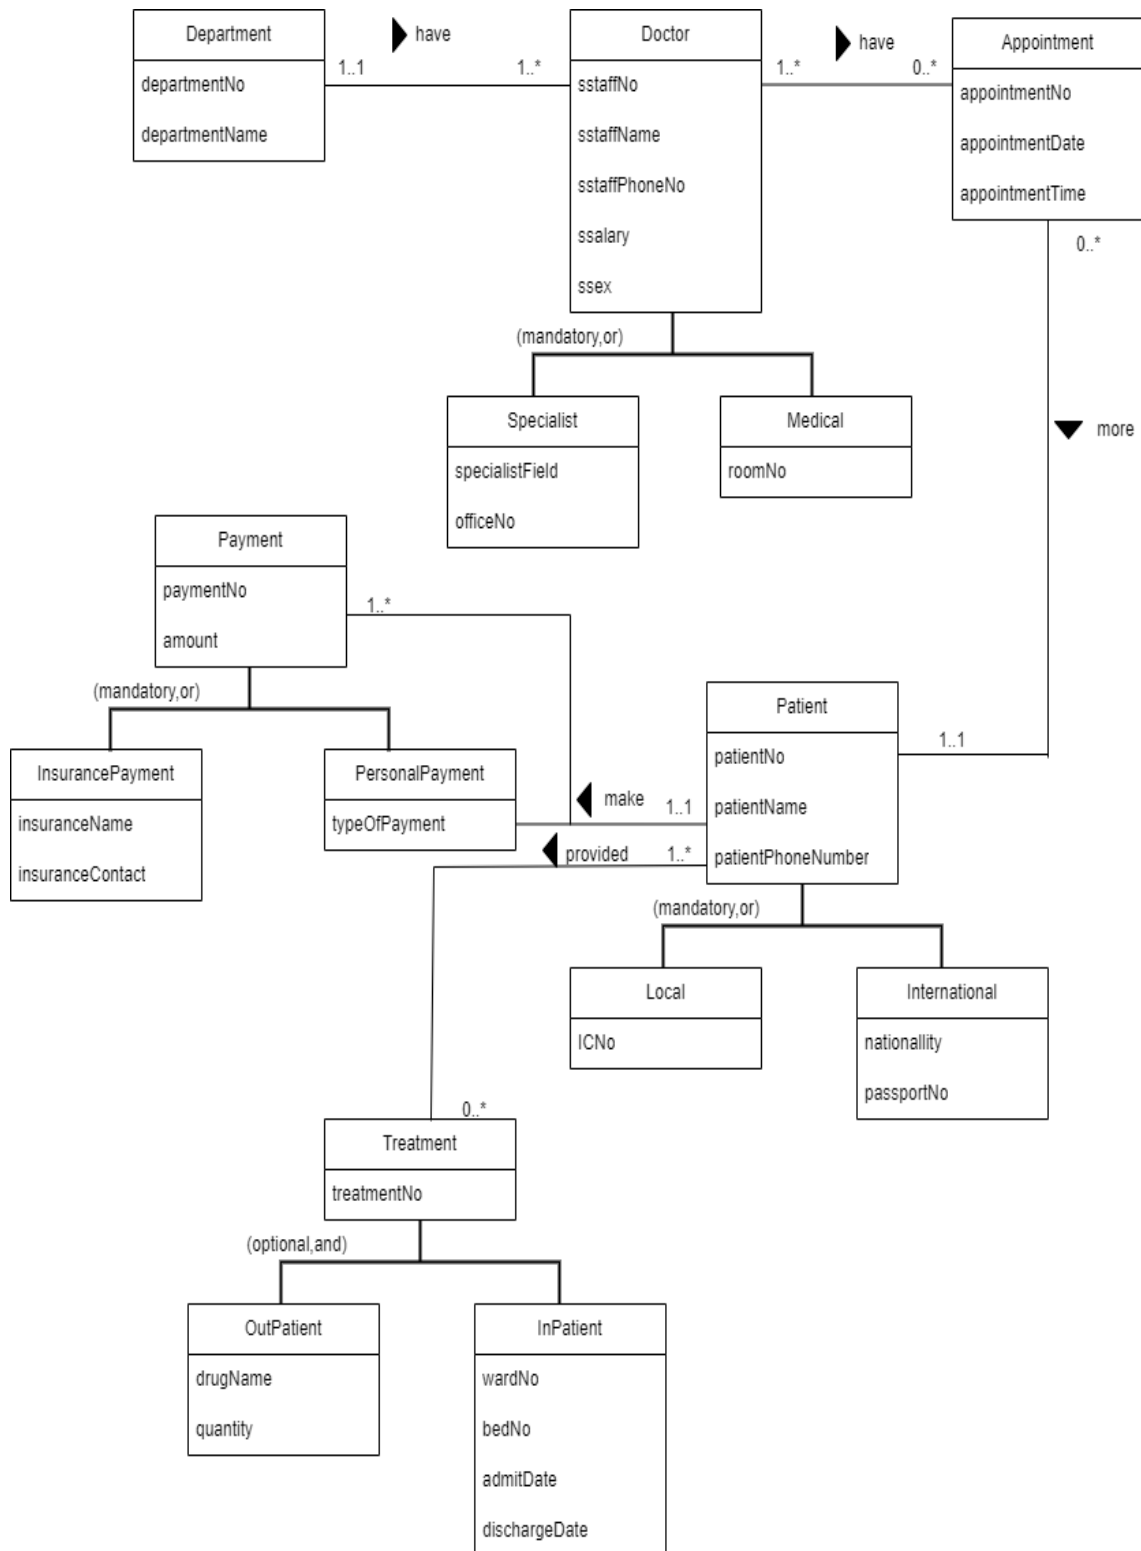 Department
have
Doctor
have
Appointment
1..1
1..*
1..*
0..*
departmentNo
departmentName
sstaffNo
sstaffName
sstaffPhoneNo
ssalary
ssex
appointmentNo
appointmentDate
appointmentTime
0..*
(mandatory,or)
Specialist
specialistField
officeNo
Medical
roomNo
more
Payment
paymentNo
amount
1..*
(mandatory,or)
InsurancePayment
insuranceName
insuranceContact
PersonalPayment
typeOfPayment
make
1..1
provided
1..*
Patient
patientNo
patientName
patientPhoneNumber
1..1
(mandatory,or)
Local
ICNo
International
nationallity
passportNo
0..*
Treatment
treatmentNo
(optional,and)
OutPatient
drugName
quantity
InPatient
wardNo
bedNo
admitDate
dischargeDate